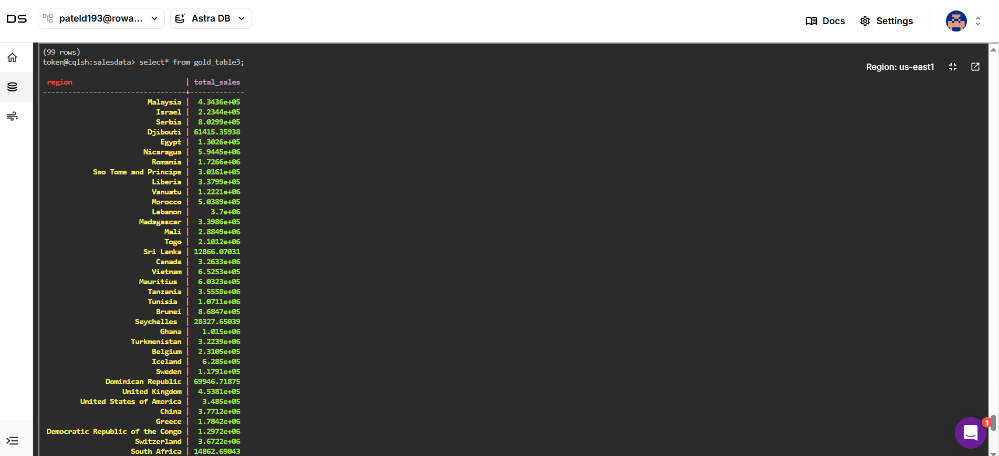 DS pateld193@rowa... Astra DB Docs Settings
(99 rows)
token@cqlsh:salesdata> select* from gold_table3;
Region: us-east1
region | total_sales
---------------------------------+-------------
Malaysia | 4.3436e+05
Israel | 2.2344e+05
Serbia | 8.0299e+05
Djibouti | 61415.35938
Egypt | 1.3026e+05
Nicaragua | 5.9445e+06
Romania | 1.7266e+06
Sao Tome and Principe | 3.0161e+05
Liberia | 3.3799e+05
Vanuatu | 1.2221e+06
Morocco | 5.0389e+05
Lebanon | 3.7e+06
Madagascar | 3.3986e+05
Mali | 2.8849e+06
Togo | 2.1012e+06
Sri Lanka | 12866.07031
Canada | 3.2633e+06
Vietnam | 6.5253e+05
Mauritius | 6.0323e+05
Tanzania | 3.5558e+06
Tunisia | 1.0711e+06
Brunei | 8.6847e+05
Seychelles | 28327.65039
Ghana | 1.015e+06
Turkmenistan | 3.2239e+06
Belgium | 2.3105e+05
Iceland | 6.285e+05
Sweden | 1.1791e+05
Dominican Republic | 69946.71875
United Kingdom | 4.5381e+05
United States of America | 3.485e+05
China | 3.7712e+06
Greece | 1.7842e+06
Democratic Republic of the Congo | 1.2972e+06
Switzerland | 3.6722e+06
South Africa | 14862.69043
1